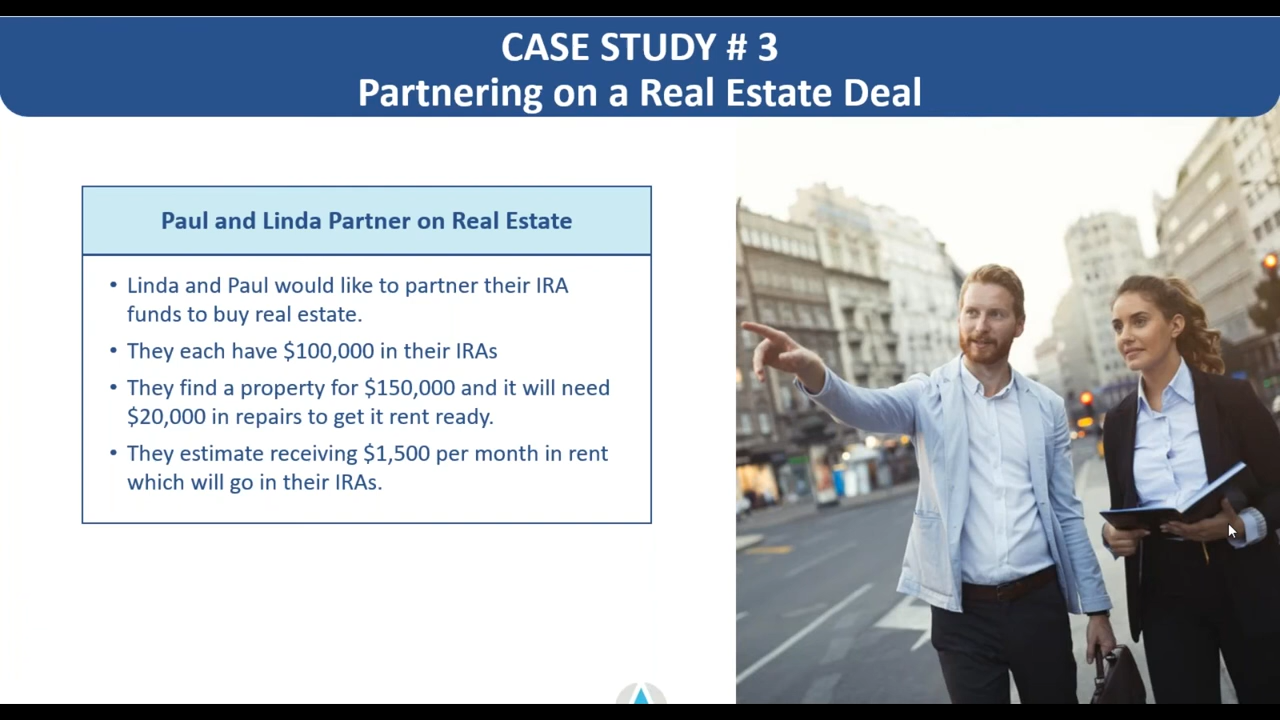 CASE STUDY # 3
Partnering on a Real Estate Deal
Paul and Linda Partner on Real Estate
• Linda and Paul would like to partner their IRA
funds to buy real estate.
• They each have $100,000 in their IRAs
• They find a property for $150,000 and it will need
$20,000 in repairs to get it rent ready.
• They estimate receiving $1,500 per month in rent
which will go in their IRAs.